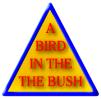 A
BIRD
IN THE
THE BUSH